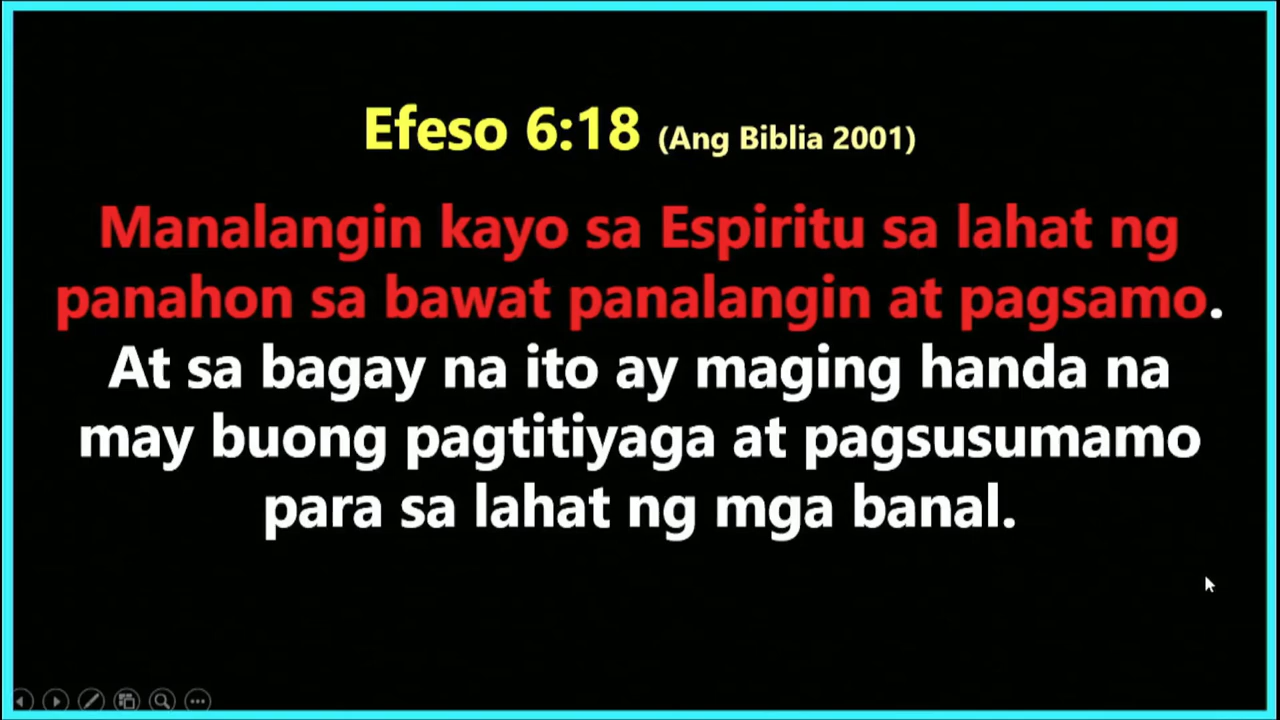 Efeso 6:18 (Ang Biblia 2001)
Manalangin kayo sa Espiritu sa lahat ng
panahon sa bawat panalangin at pagsamo.
At sa bagay na ito ay maging handa na
may buong pagtitiyaga at pagsusumamo
para sa lahat ng mga banal.